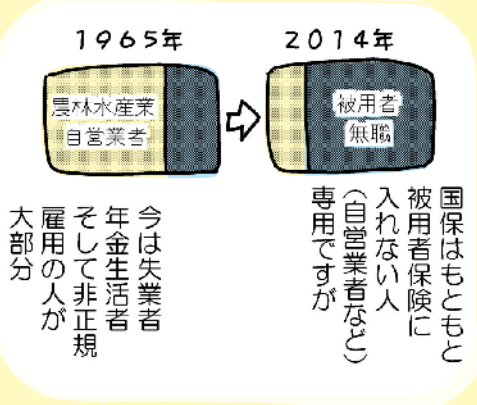 1965年
2014年
農林水産業
自営業者
被用者
無職
国保はもともと
被用者保険に
入れない人
（自営業者など）
専用ですが
今は失業者
年金生活者
そして非正規
雇用の人が
大部分